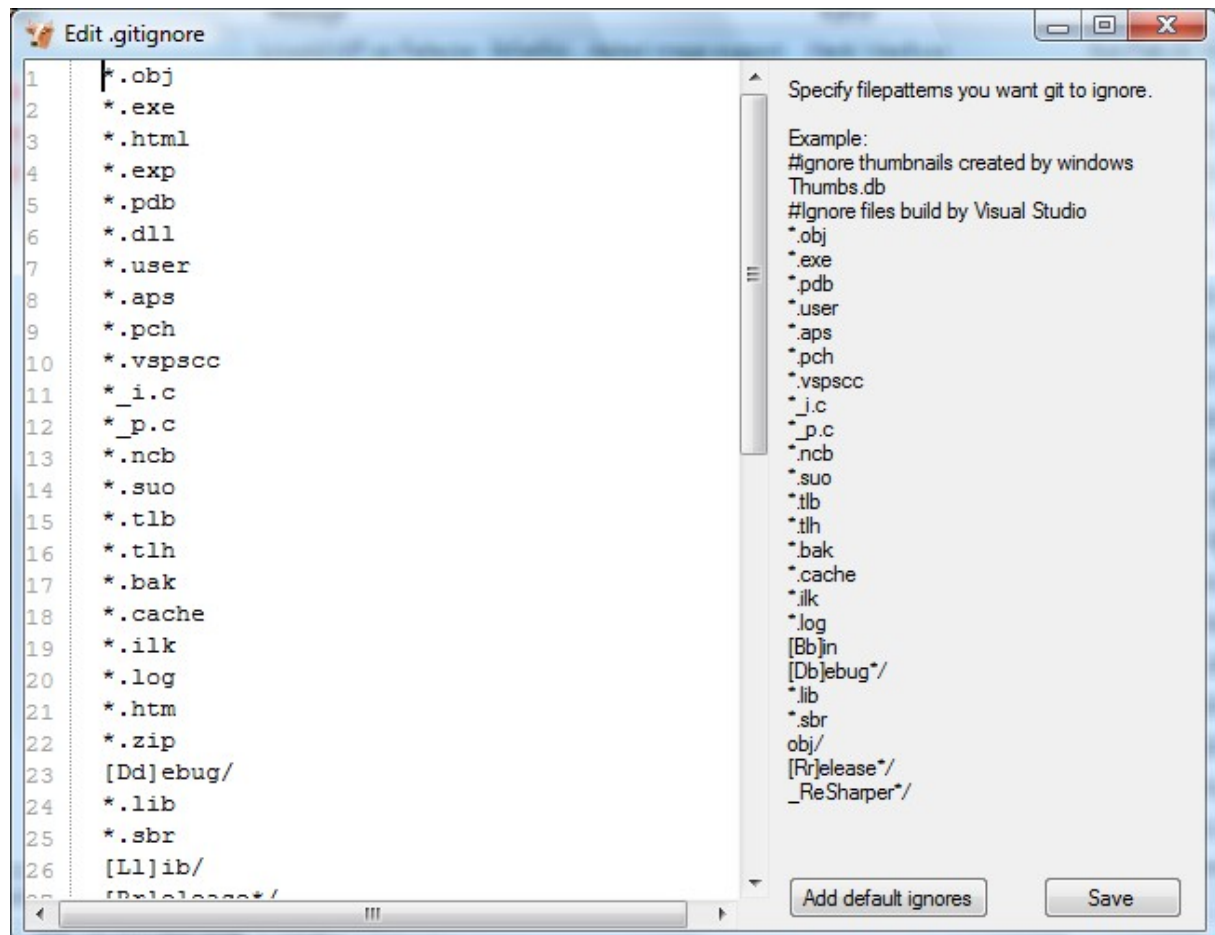 Edit .gitignore
1 *.obj
2 *.exe
3 *.html
4 *.exp
5 *.pdb
6 *.dll
7 *.user
8 *.aps
9 *.pch
10 *.vspscc
11 *_i.c
12 *_p.c
13 *.ncb
14 *.suo
15 *.tlb
16 *.tlh
17 *.bak
18 *.cache
19 *.ilk
20 *.log
21 *.htm
22 *.zip
23 [Dd]ebug/
24 *.lib
25 *.sbr
26 [Ll]ib/
[Rr]elease*/
Specify filepatterns you want git to ignore.
Example:
#Ignore thumbnails created by windows
Thumbs.db
#Ignore files build by Visual Studio
*.obj
*.exe
*.pdb
*.user
*.aps
*.pch
*.vspscc
*_i.c
*_p.c
*.ncb
*.suo
*.tlb
*.tlh
*.bak
*.cache
*.ilk
*.log
[Bb]in
[Db]ebug*/
*.lib
*.sbr
obj/
[Rr]elease*/
_ReSharper*/
Add default ignores
Save